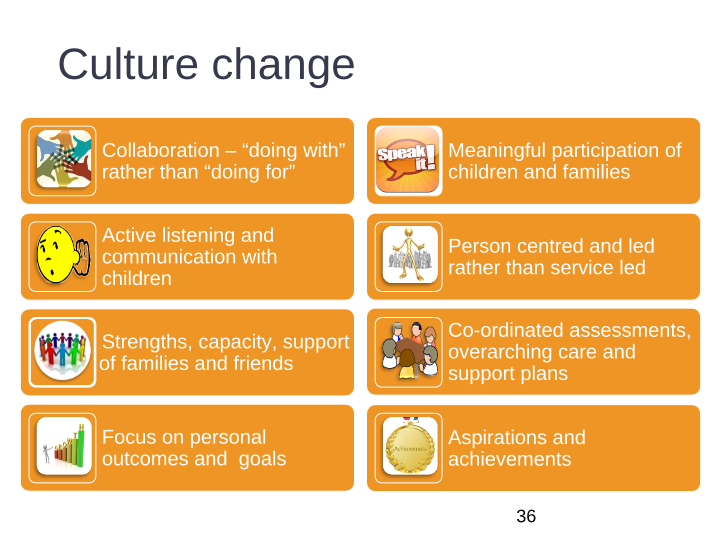 Culture change
Collaboration – “doing with”
rather than “doing for”
Speak
it!
Meaningful participation of
children and families
Active listening and
communication with
children
Person centred and led
rather than service led
Strengths, capacity, support
of families and friends
Co-ordinated assessments,
overarching care and
support plans
Focus on personal
outcomes and  goals
Achievement
Aspirations and
achievements
36